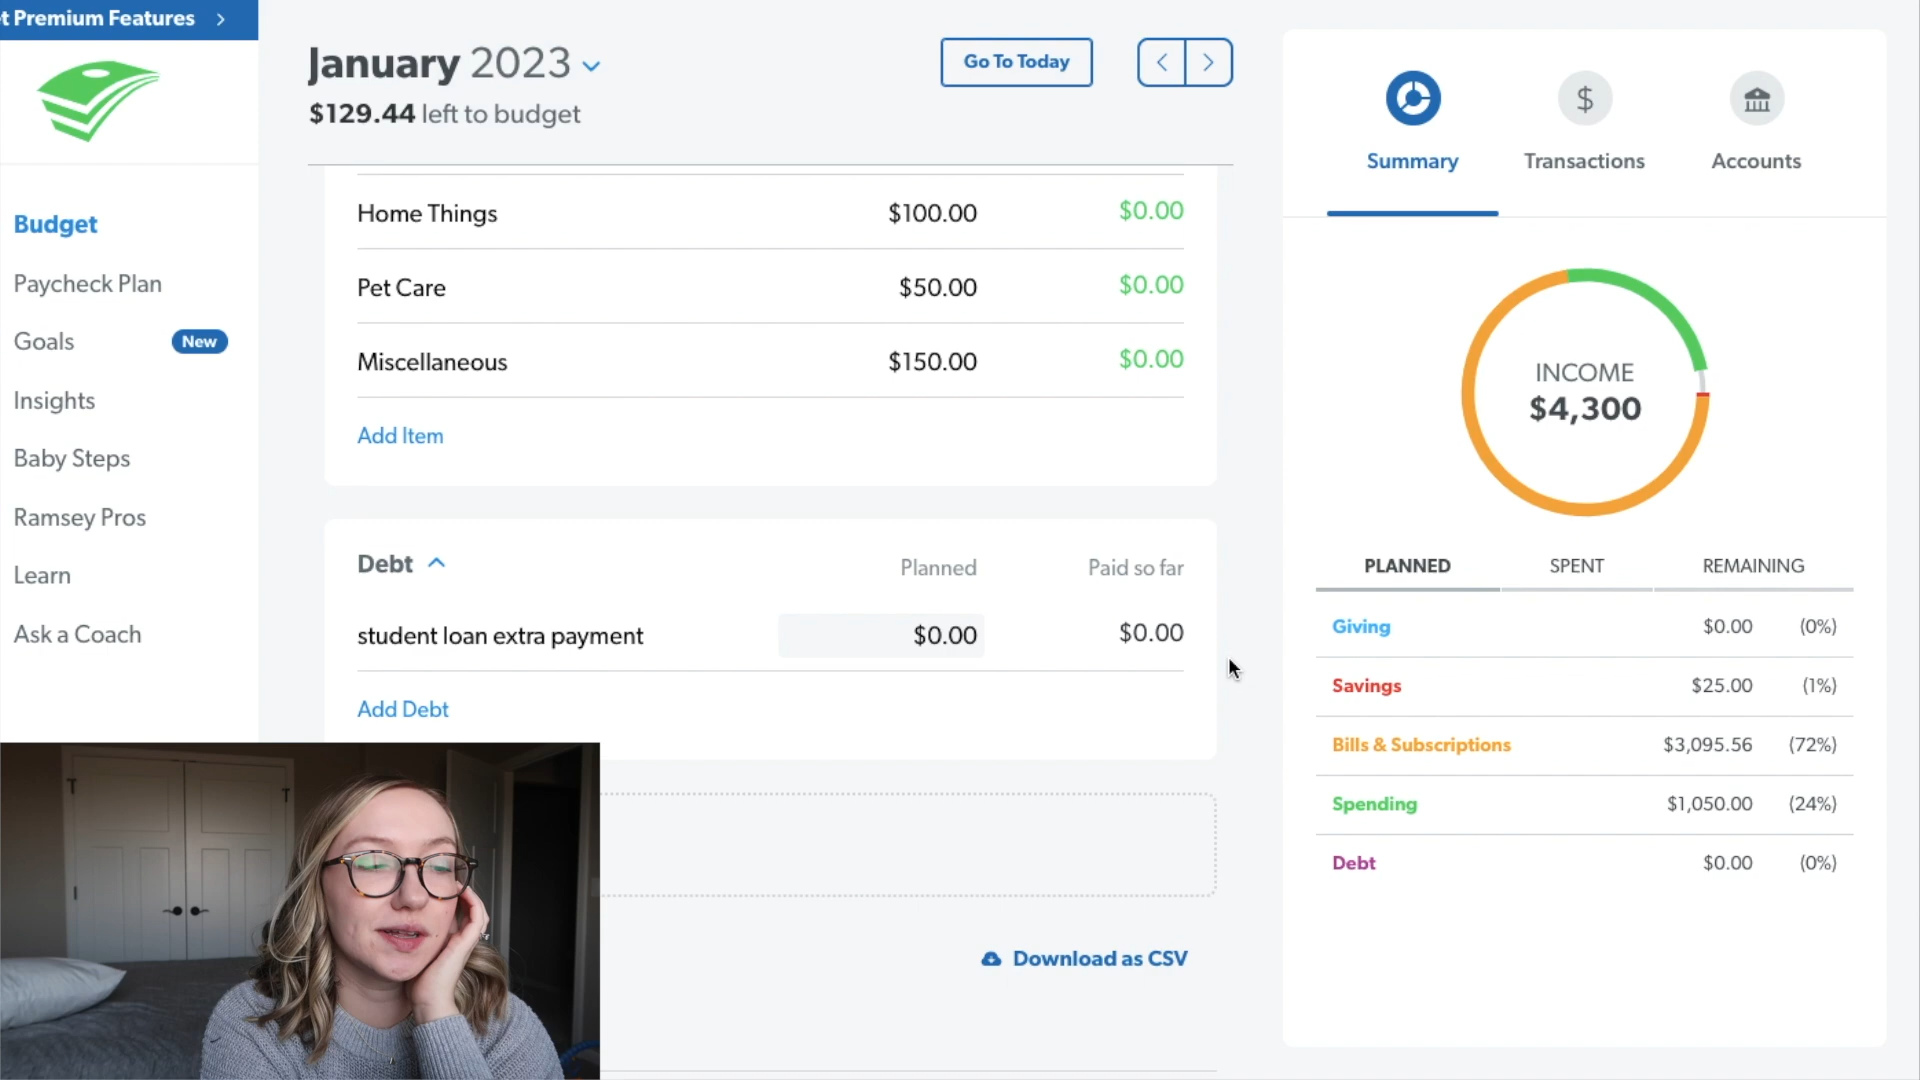 t Premium Features
January 2023
$129.44 left to budget
Go To Today
Budget
Paycheck Plan
Goals New
Insights
Baby Steps
Ramsey Pros
Learn
Ask a Coach
Home Things $100.00 $0.00
Pet Care $50.00 $0.00
Miscellaneous $150.00 $0.00
Add Item
Debt Planned Paid so far
student loan extra payment $0.00 $0.00
Add Debt
Download as CSV
$
Summary Transactions Accounts
INCOME
$4,300
PLANNED SPENT REMAINING
Giving $0.00 (0%)
Savings $25.00 (1%)
Bills & Subscriptions $3,095.56 (72%)
Spending $1,050.00 (24%)
Debt $0.00 (0%)